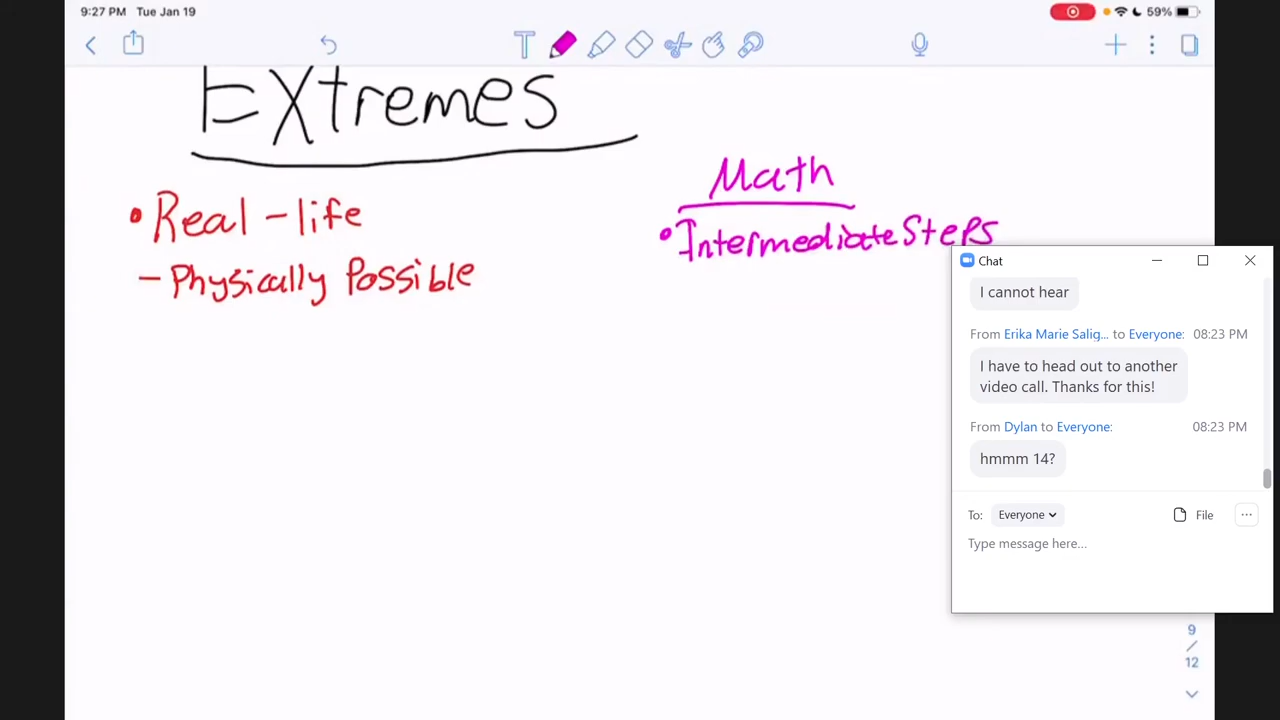 9:27 PM Tue Jan 19
59%
T
Extremes
• Real-life
- Physically Possible
Math
• Intermediate Steps
Chat
I cannot hear
From Erika Marie Salig... to Everyone: 08:23 PM
I have to head out to another
video call. Thanks for this!
From Dylan to Everyone: 08:23 PM
hmmm 14?
To: Everyone File
Type message here...
9
/
12